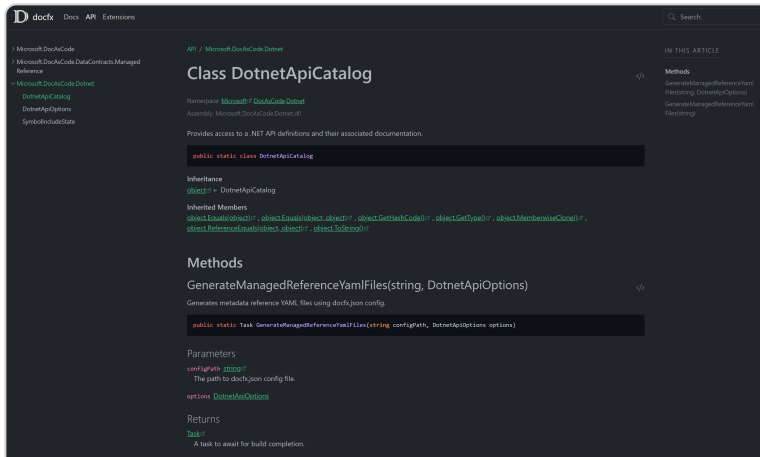 docfx Docs API Extensions Search
Microsoft.DocAsCode
Microsoft.DocAsCode.DataContracts.Managed
Reference
Microsoft.DocAsCode.Dotnet
DotnetApiCatalog
DotnetApiOptions
SymbolIncludeState
API / Microsoft.DocAsCode.Dotnet
Class DotnetApiCatalog
Namespace: Microsoft.DocAsCode.Dotnet
Assembly: Microsoft.DocAsCode.Dotnet.dll
Provides access to a .NET API definitions and their associated documentation.
public static class DotnetApiCatalog
Inheritance
object ← DotnetApiCatalog
Inherited Members
object.Equals(object) , object.Equals(object, object) , object.GetHashCode() , object.GetType() , object.MemberwiseClone() ,
object.ReferenceEquals(object, object) , object.ToString()
Methods
GenerateManagedReferenceYamlFiles(string, DotnetApiOptions)
Generates metadata reference YAML files using docfx.json config.
public static Task GenerateManagedReferenceYamlFiles(string configPath, DotnetApiOptions options)
Parameters
configPath string
The path to docfx.json config file.
options DotnetApiOptions
Returns
Task
A task to await for build completion.
IN THIS ARTICLE
Methods
GenerateManagedReferenceYaml
Files(string, DotnetApiOptions)
GenerateManagedReferenceYaml
Files(string)